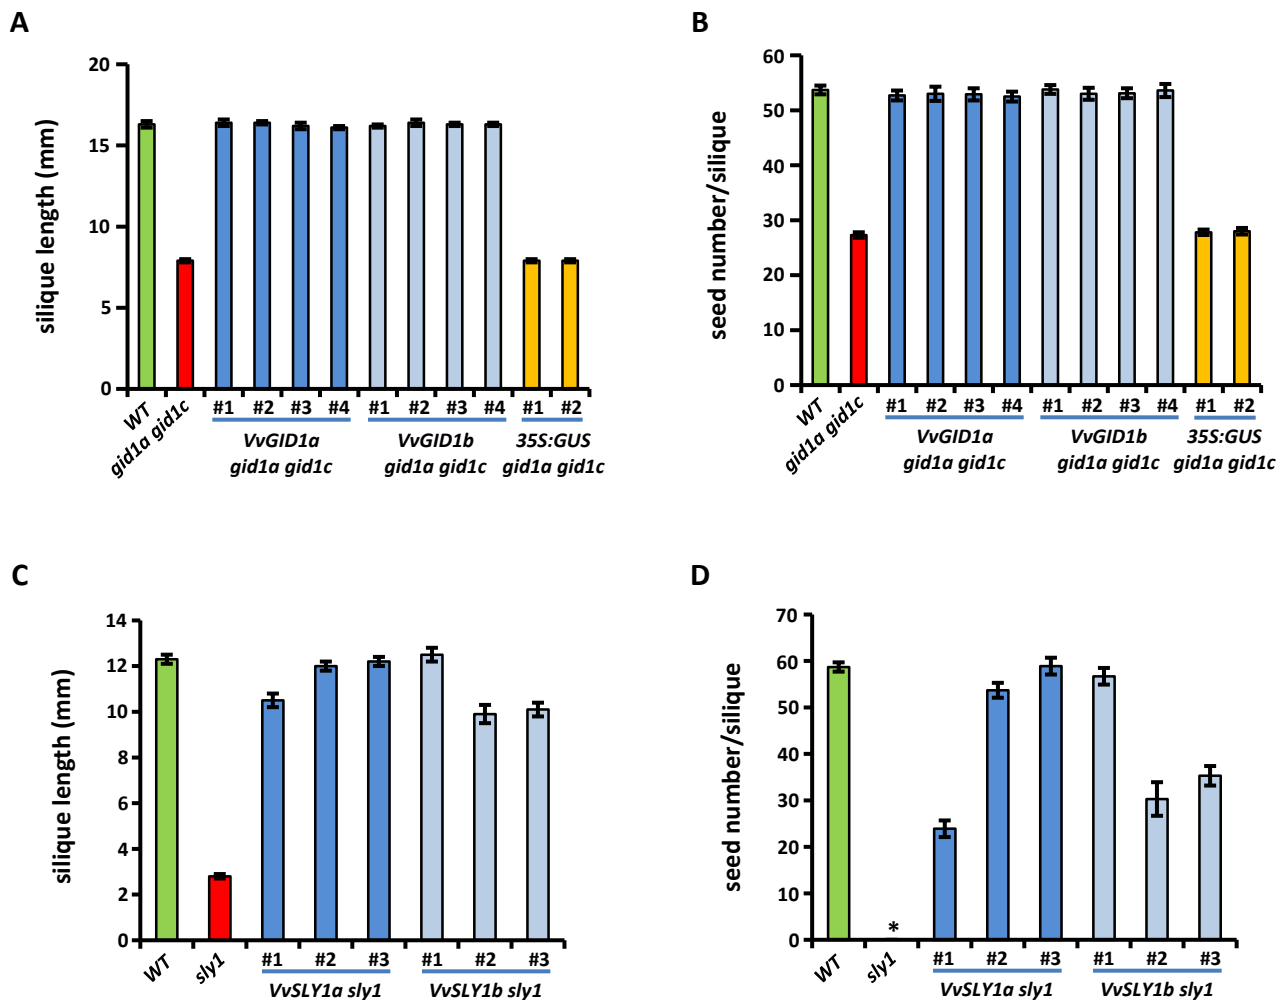 A
silique length (mm)
20
15
10
5
0
WT
gid1a gid1c
#1 #2 #3 #4 #1 #2 #3 #4 #1 #2
VvGID1a VvGID1b 35S:GUS
gid1a gid1c gid1a gid1c gid1a gid1c
B
seed number/silique
60
50
40
30
20
10
0
WT
gid1a gid1c
#1 #2 #3 #4 #1 #2 #3 #4 #1 #2
VvGID1a VvGID1b 35S:GUS
gid1a gid1c gid1a gid1c gid1a gid1c
C
silique length (mm)
14
12
10
8
6
4
2
0
WT
sly1
#1 #2 #3 #1 #2 #3
VvSLY1a sly1 VvSLY1b sly1
D
seed number/silique
70
60
50
40
30
20
10
0
*
WT
sly1
#1 #2 #3 #1 #2 #3
VvSLY1a sly1 VvSLY1b sly1